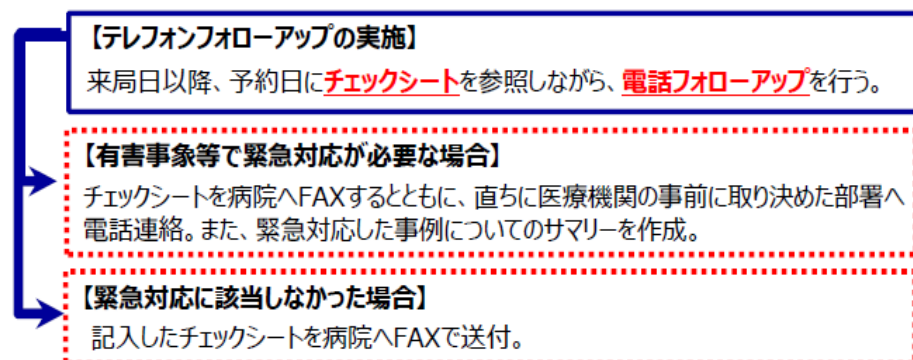 【テレフォンフォローアップの実施】
来局日以降、予約日にチェックシートを参照しながら、電話フォローアップを行う。
【有害事象等で緊急対応が必要な場合】
チェックシートを病院へFAXするとともに、直ちに医療機関の事前に取り決めた部署へ
電話連絡。また、緊急対応した事例についてのサマリーを作成。
【緊急対応に該当しなかった場合】
記入したチェックシートを病院へFAXで送付。